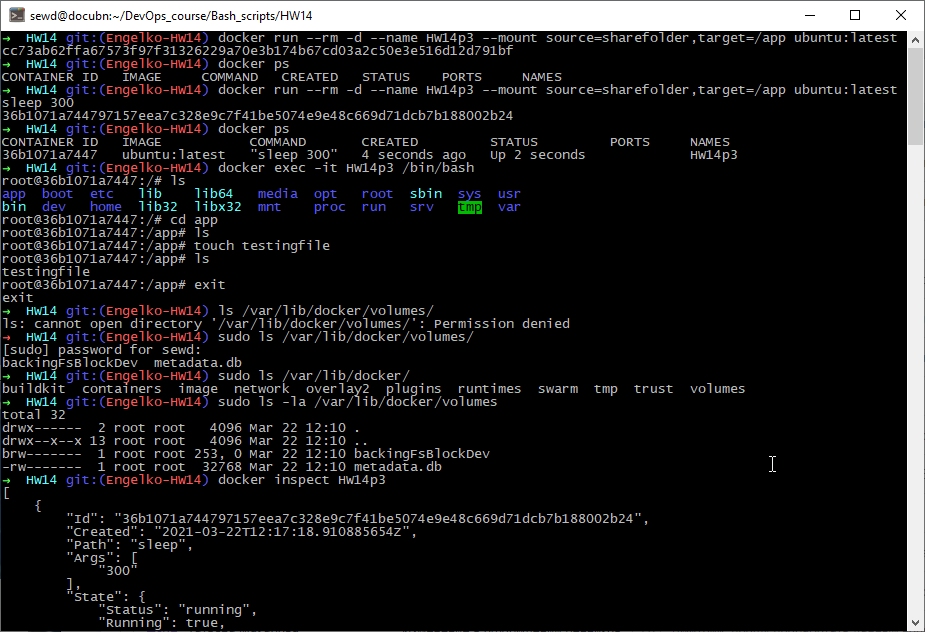 sewd@docubn:~/DevOps_course/Bash_scripts/HW14
→ HW14 git:(Engelko-HW14) docker run --rm -d --name HW14p3 --mount source=sharefolder,target=/app ubuntu:latest
cc73ab62ffa67573f97f31326229a70e3b174b67cd03a2c50e3e516d12d791bf
→ HW14 git:(Engelko-HW14) docker ps
CONTAINER ID   IMAGE     COMMAND   CREATED   STATUS    PORTS     NAMES
→ HW14 git:(Engelko-HW14) docker run --rm -d --name HW14p3 --mount source=sharefolder,target=/app ubuntu:latest
sleep 300
36b1071a744797157eea7c328e9c7f41be5074e9e48c669d71dcb7b188002b24
→ HW14 git:(Engelko-HW14) docker ps
CONTAINER ID   IMAGE           COMMAND       CREATED         STATUS         PORTS     NAMES
36b1071a7447   ubuntu:latest   "sleep 300"   4 seconds ago   Up 2 seconds             HW14p3
→ HW14 git:(Engelko-HW14) docker exec -it HW14p3 /bin/bash
root@36b1071a7447:/# ls
app  boot  etc   lib    lib64   media  opt   root  sbin  sys  usr
bin  dev   home  lib32  libx32  mnt    proc  run   srv   tmp  var
root@36b1071a7447:/# cd app
root@36b1071a7447:/app# ls
root@36b1071a7447:/app# touch testingfile
root@36b1071a7447:/app# ls
testingfile
root@36b1071a7447:/app# exit
exit
→ HW14 git:(Engelko-HW14) ls /var/lib/docker/volumes/
ls: cannot open directory '/var/lib/docker/volumes/': Permission denied
→ HW14 git:(Engelko-HW14) sudo ls /var/lib/docker/volumes/
[sudo] password for sewd:
backingFsBlockDev  metadata.db
→ HW14 git:(Engelko-HW14) sudo ls /var/lib/docker/
buildkit  containers  image  network  overlay2  plugins  runtimes  swarm  tmp  trust  volumes
→ HW14 git:(Engelko-HW14) sudo ls -la /var/lib/docker/volumes
total 32
drwx------  2 root root   4096 Mar 22 12:10 .
drwx--x--x 13 root root   4096 Mar 22 12:10 ..
brw-------  1 root root 253, 0 Mar 22 12:10 backingFsBlockDev
-rw-------  1 root root  32768 Mar 22 12:10 metadata.db
→ HW14 git:(Engelko-HW14) docker inspect HW14p3
[
    {
        "Id": "36b1071a744797157eea7c328e9c7f41be5074e9e48c669d71dcb7b188002b24",
        "Created": "2021-03-22T12:17:18.910885654Z",
        "Path": "sleep",
        "Args": [
            "300"
        ],
        "State": {
            "Status": "running",
            "Running": true,